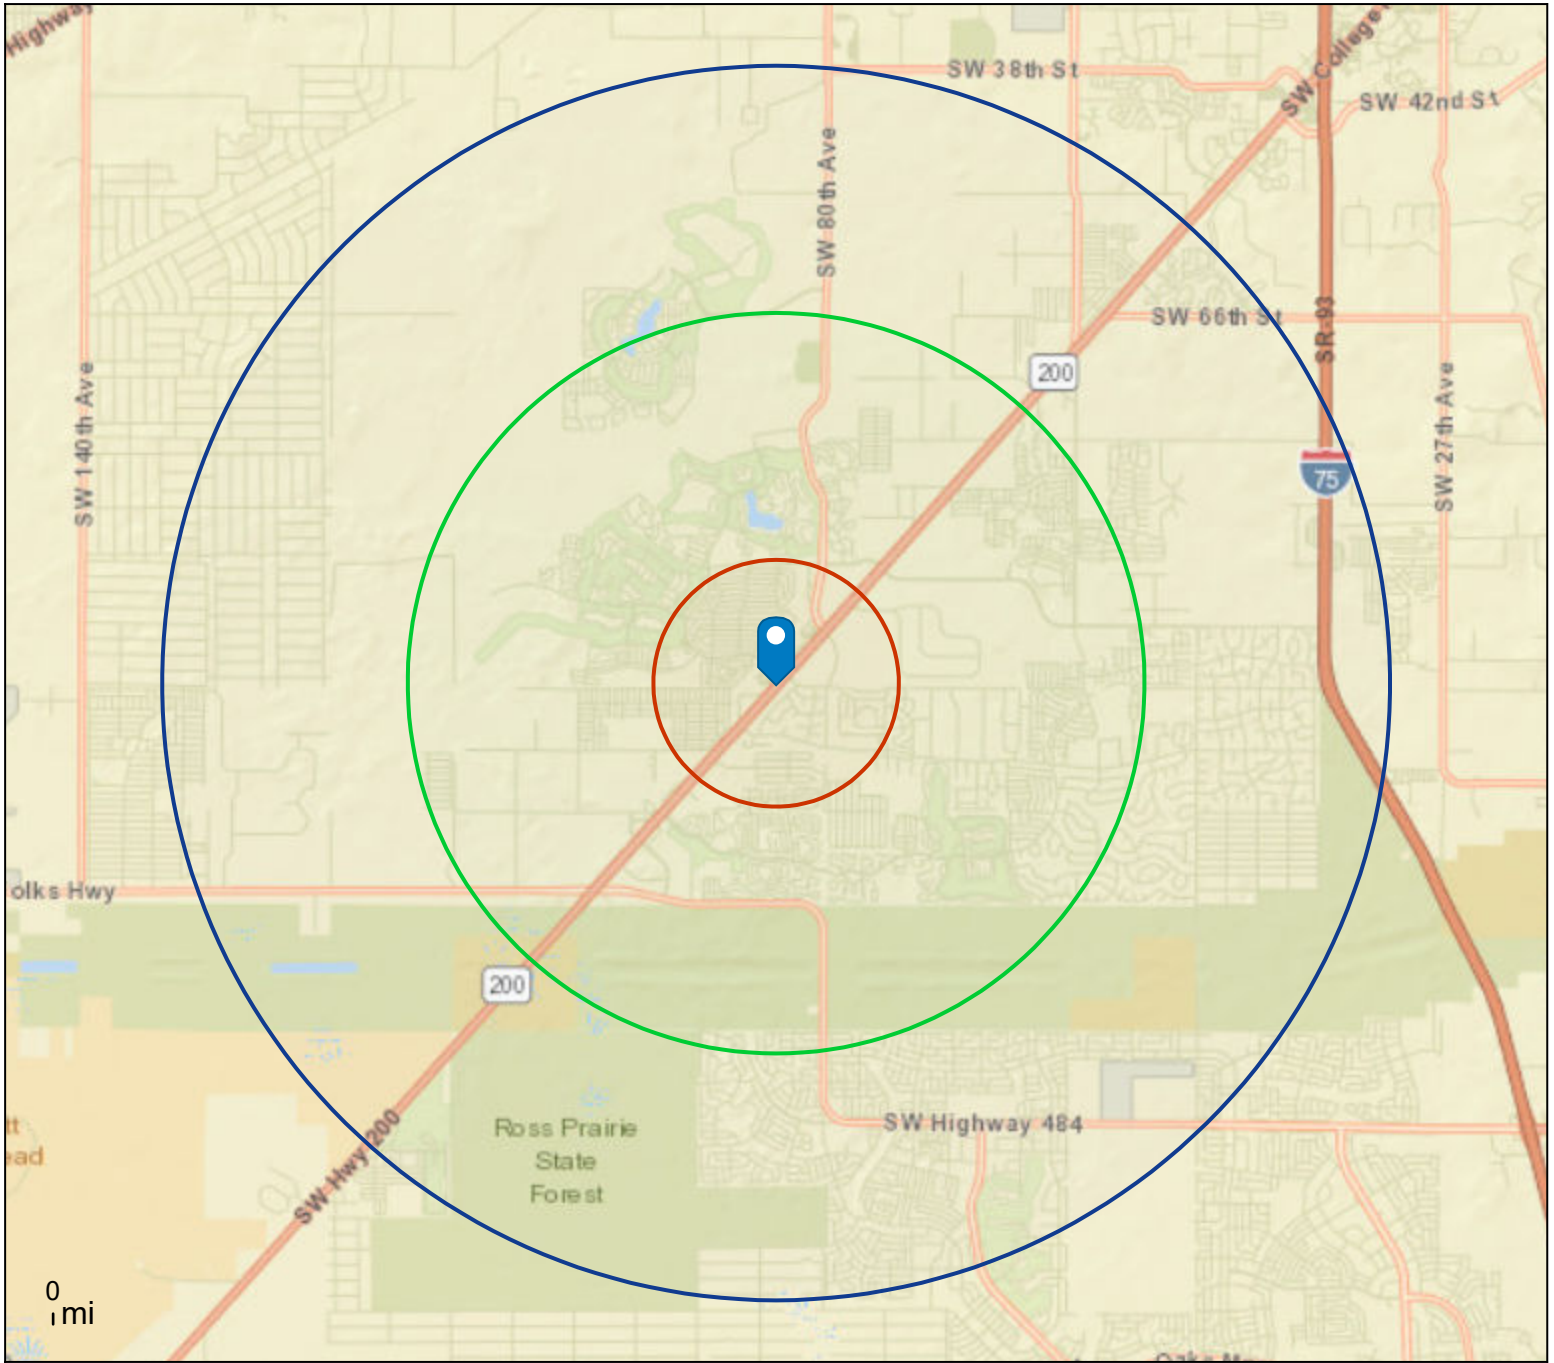 Highway
SW 38th St
SW College
SW 42nd St
SW 80th Ave
SW 66th St
SR-93
200
SW 140th Ave
SW 27th Ave
75
olks Hwy
200
SW Highway 484
Ross Prairie
State
Forest
tt
ead
SW Hwy 200
0
mi